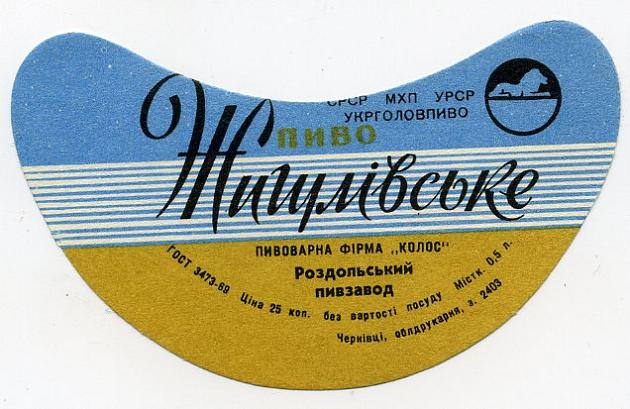 СРСР МХП УРСР
УКРГОЛОВПИВО
ПИВО
Жигулівське
ПИВОВАРНА ФІРМА „КОЛОС"
Роздольський
пивзавод
ГОСТ 3473-69 Ціна 25 коп. без вартості посуду Містк. 0,5 л.
Чернівці, облдрукарня, з. 2403